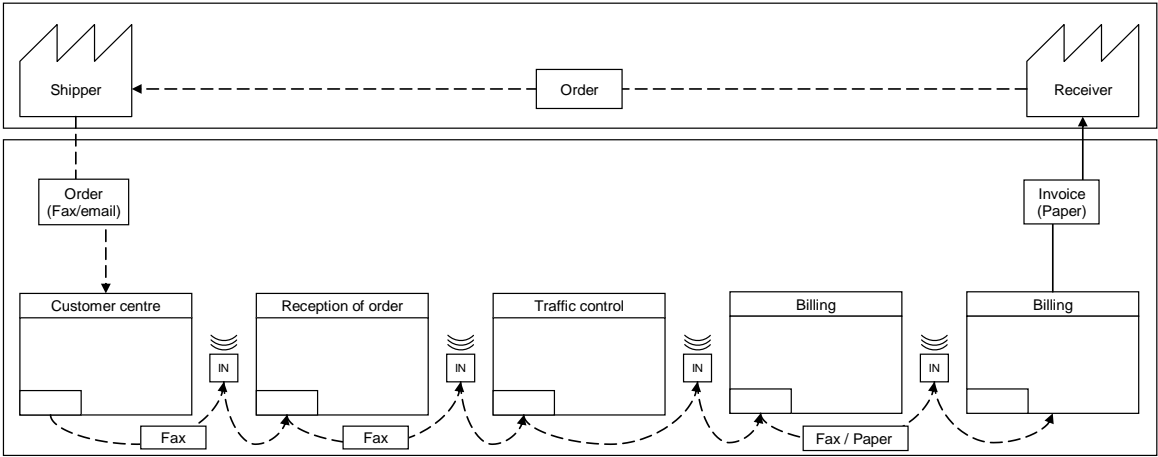 Shipper
Order
Receiver
Order
(Fax/email)
Invoice
(Paper)
Customer centre
Reception of order
Traffic control
Billing
Billing
IN
IN
IN
IN
Fax
Fax
Fax / Paper